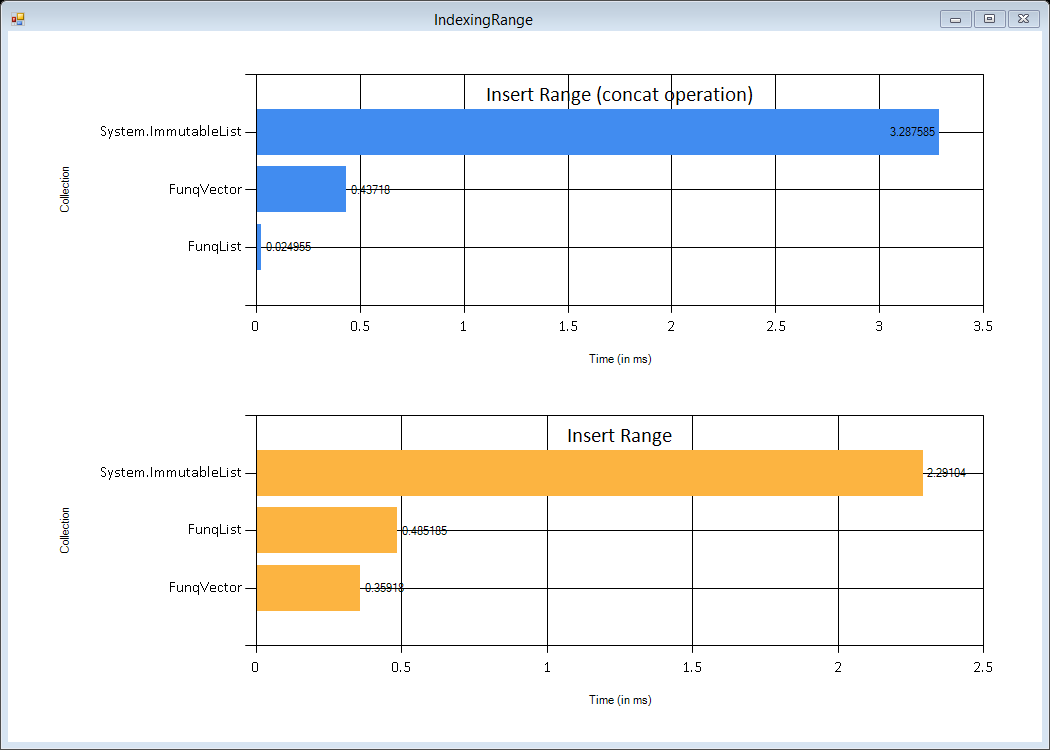 IndexingRange
Insert Range (concat operation)
Collection
System.ImmutableList
3.287585
FunqVector
0.43718
FunqList
0.024955
0 0.5 1 1.5 2 2.5 3 3.5
Time (in ms)
Insert Range
Collection
System.ImmutableList
2.29104
FunqList
0.485185
FunqVector
0.35918
0 0.5 1 1.5 2 2.5
Time (in ms)